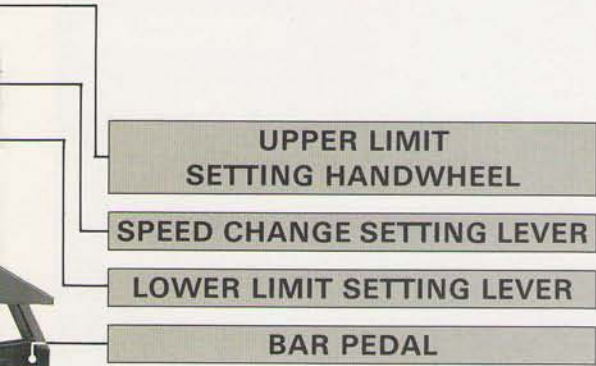 UPPER LIMIT
SETTING HANDWHEEL
SPEED CHANGE SETTING LEVER
LOWER LIMIT SETTING LEVER
BAR PEDAL